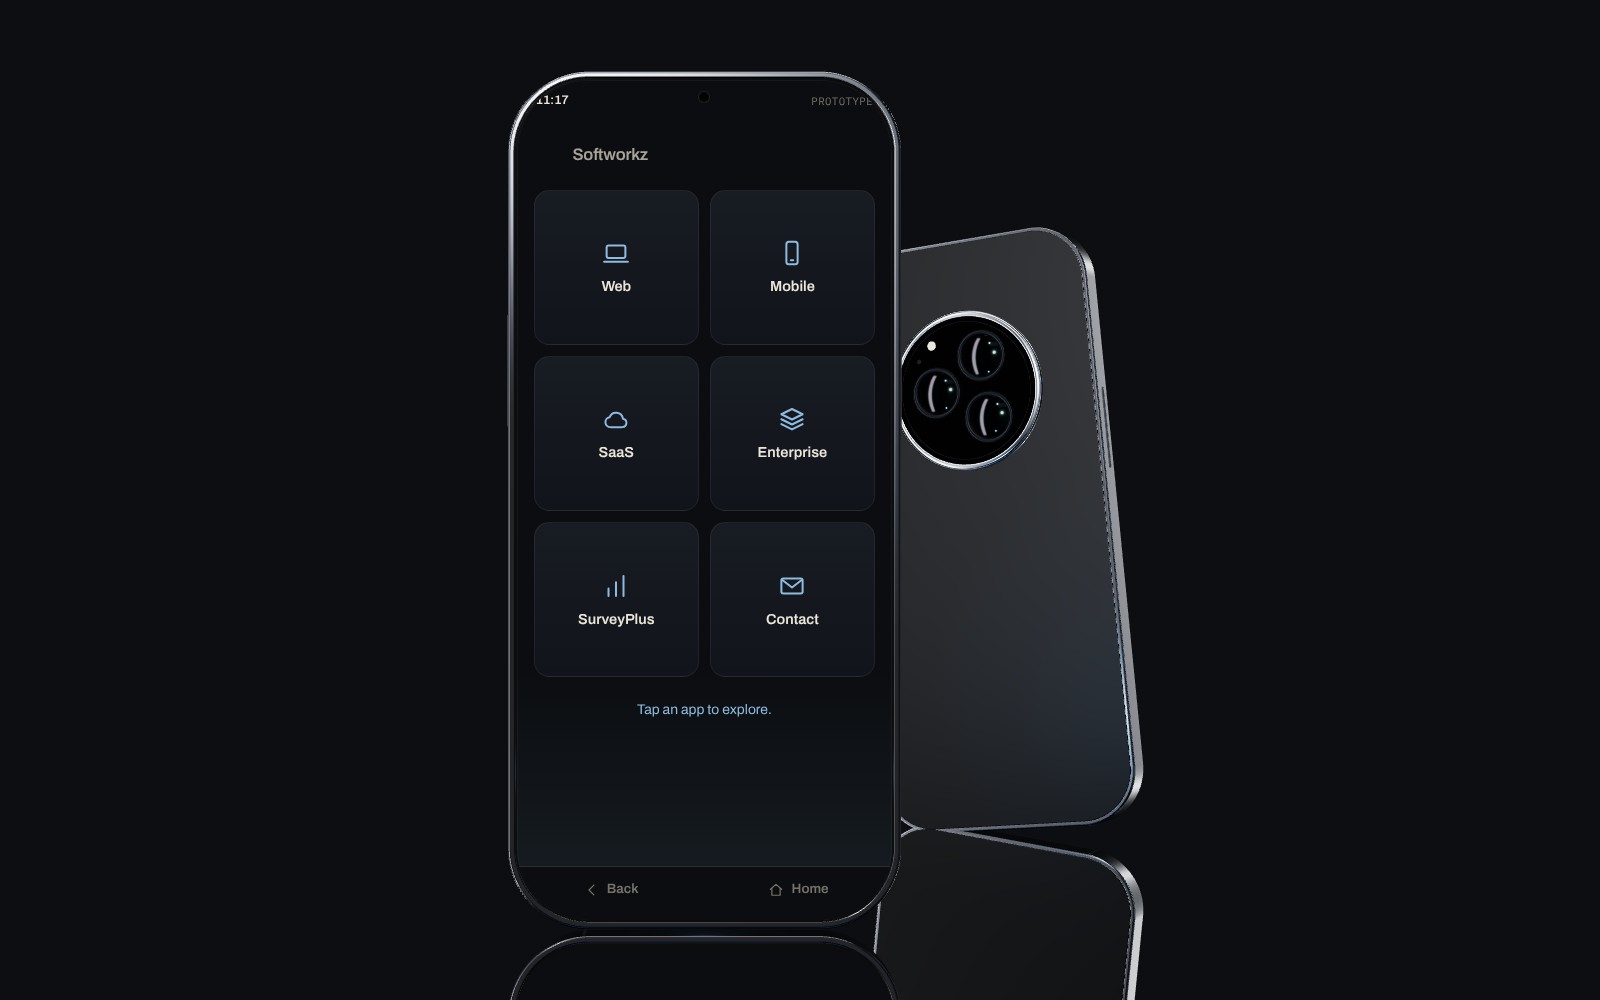 11:17
PROTOTYPE
Softworkz
Web
Mobile
SaaS
Enterprise
SurveyPlus
Contact
Tap an app to explore.
Back
Home